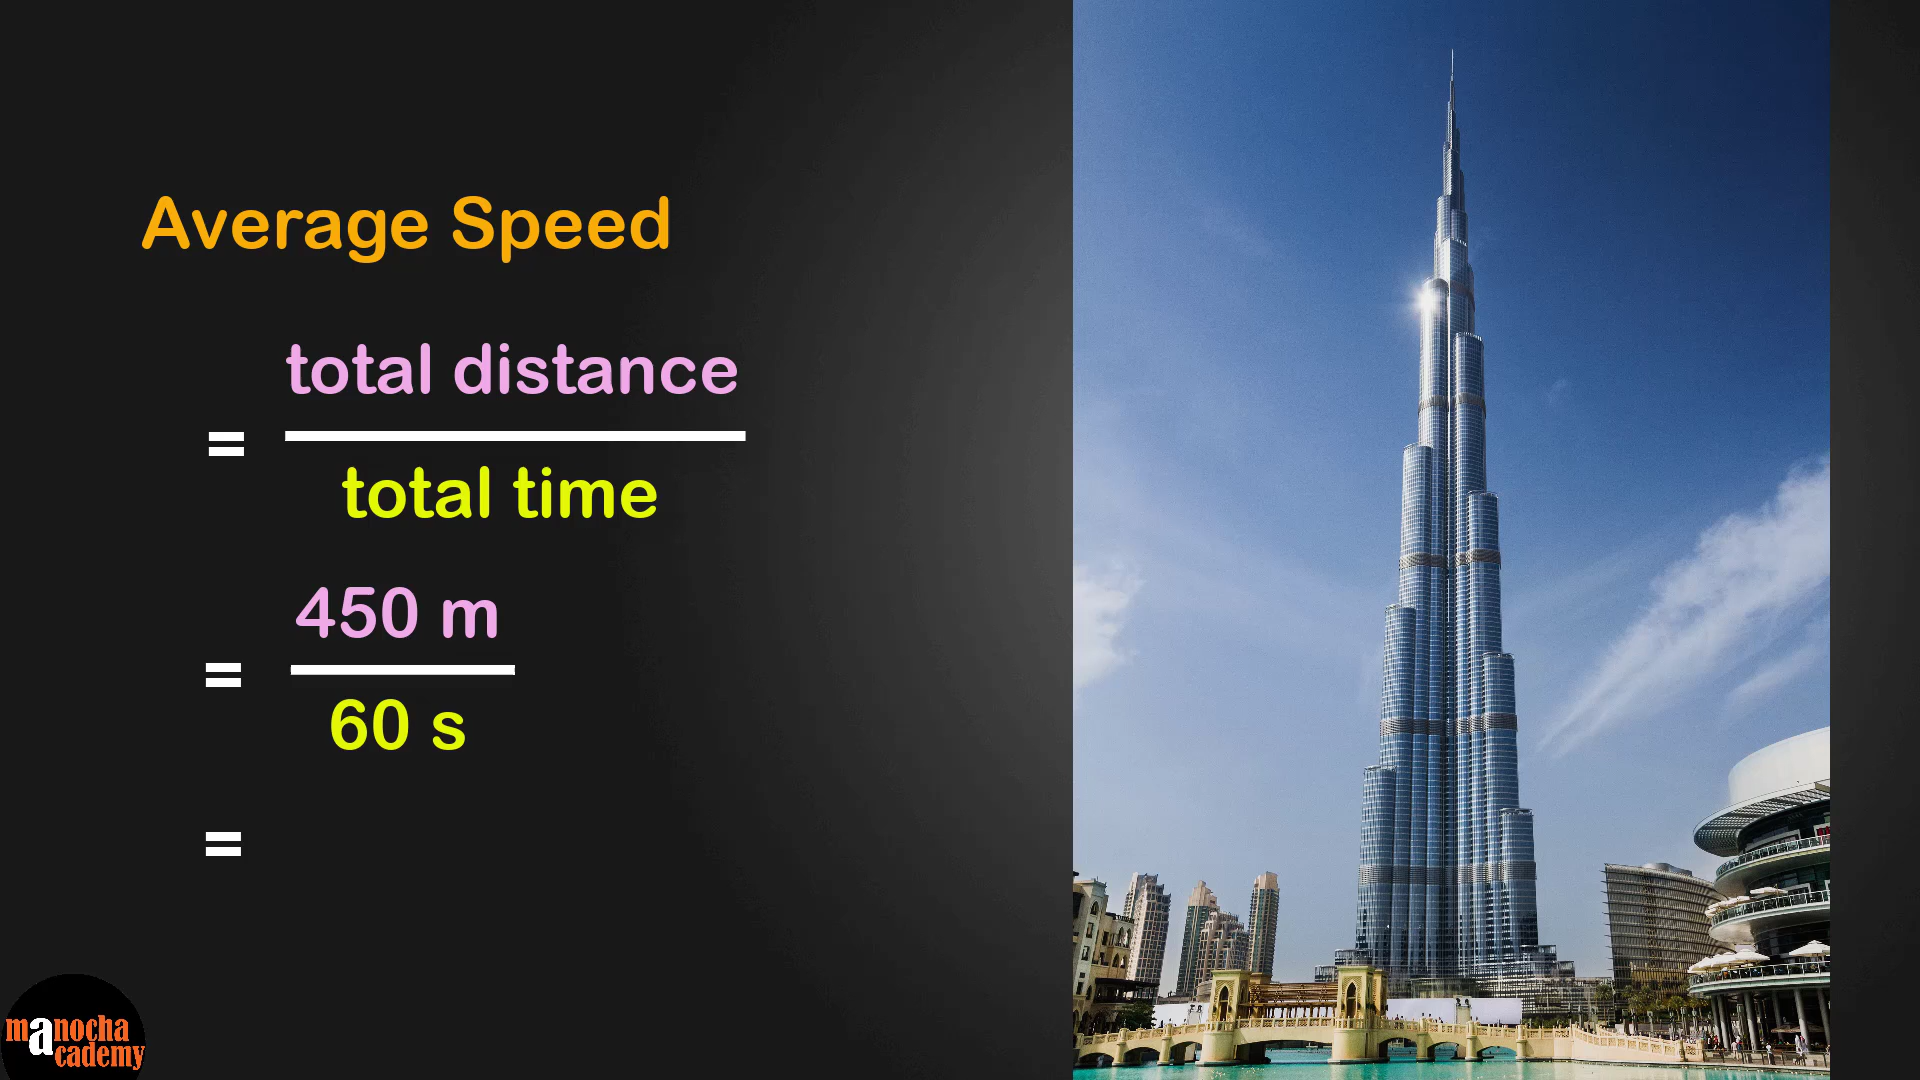 Average Speed
total distance
=
total time
450 m
=
60 s
=
manocha
academy